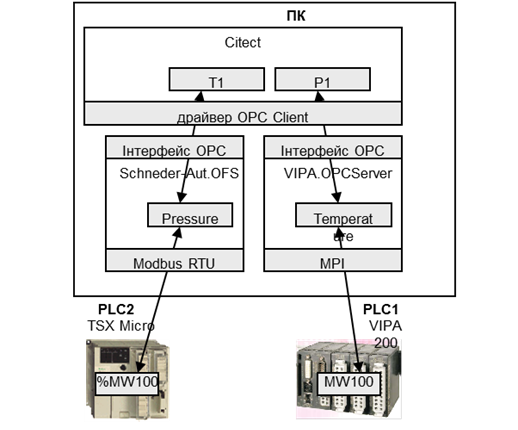 ПК
Citect
T1
P1
драйвер OPC Client
Інтерфейс OPC
Інтерфейс OPC
Schneder-Aut.OFS
VIPA.OPCServer
Pressure
Temperat
ure
Modbus RTU
MPI
PLC2
PLC1
TSX Micro
VIPA
200
%MW100
MW100